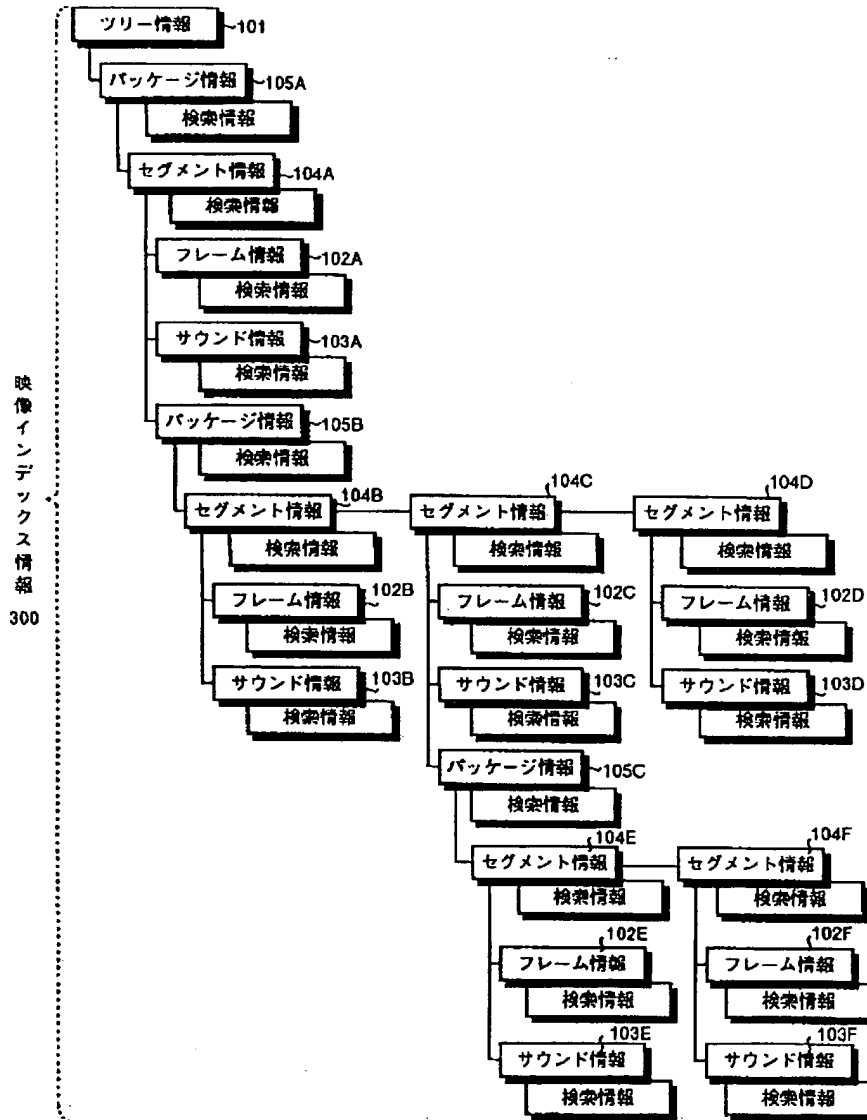 ツリー情報 101
パッケージ情報 105A
検索情報
セグメント情報 104A
検索情報
フレーム情報 102A
検索情報
サウンド情報 103A
検索情報
パッケージ情報 105B
検索情報
映像インデックス情報
300
104B 104C 104D
セグメント情報 セグメント情報 セグメント情報
検索情報 検索情報 検索情報
フレーム情報 102B フレーム情報 102C フレーム情報 102D
検索情報 検索情報 検索情報
サウンド情報 103B サウンド情報 103C サウンド情報 103D
検索情報 検索情報 検索情報
パッケージ情報 105C
検索情報
104E 104F
セグメント情報 セグメント情報
検索情報 検索情報
102E 102F
フレーム情報 フレーム情報
検索情報 検索情報
103E 103F
サウンド情報 サウンド情報
検索情報 検索情報